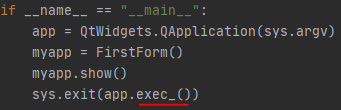 if __name__ == "__main__":
    app = QtWidgets.QApplication(sys.argv)
    myapp = FirstForm()
    myapp.show()
    sys.exit(app.exec_())